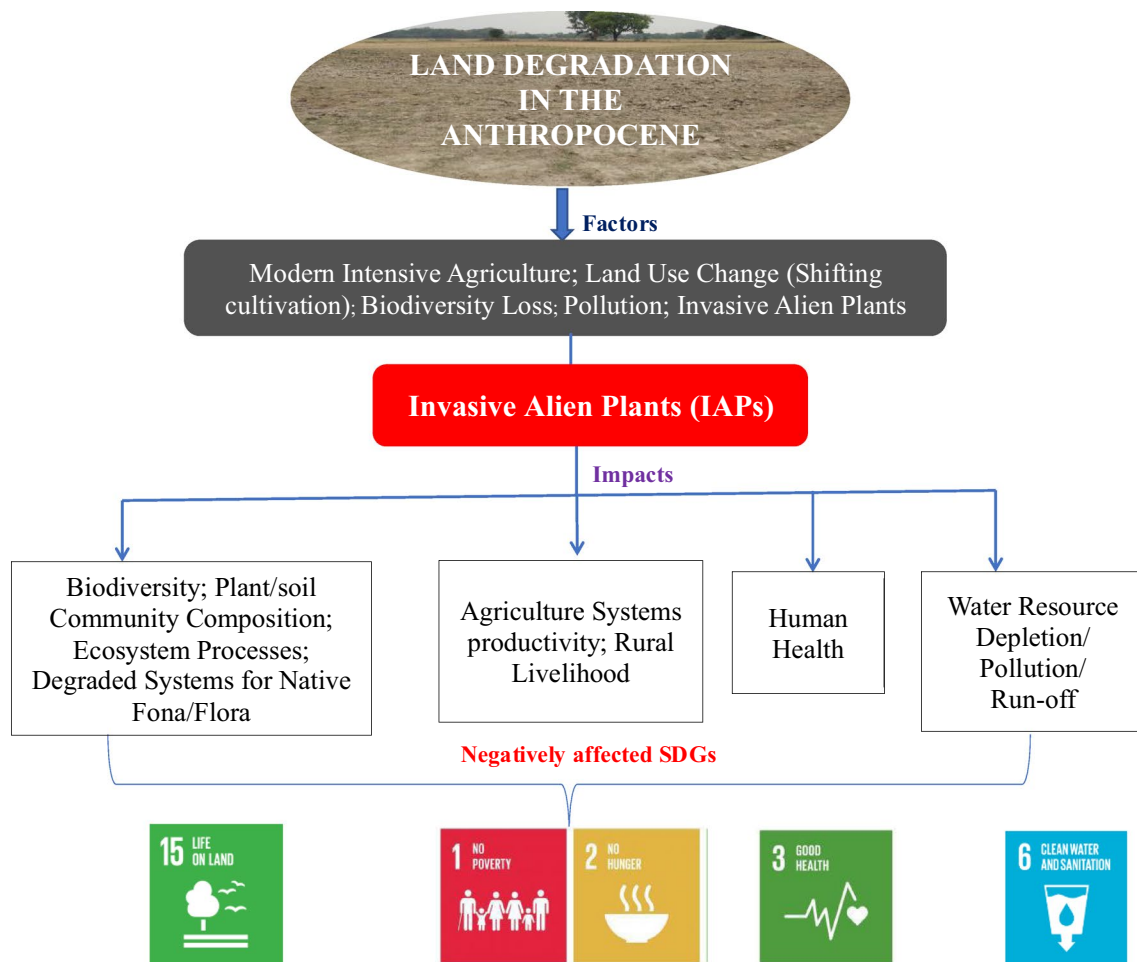 LAND DEGRADATION
IN THE
ANTHROPOCENE
Factors
Modern Intensive Agriculture; Land Use Change (Shifting
cultivation); Biodiversity Loss; Pollution; Invasive Alien Plants
Invasive Alien Plants (IAPs)
Impacts
Biodiversity; Plant/soil
Community Composition;
Ecosystem Processes;
Degraded Systems for Native
Fona/Flora
Agriculture Systems
productivity; Rural
Livelihood
Human
Health
Water Resource
Depletion/
Pollution/
Run-off
Negatively affected SDGs
15 LIFE
ON LAND
1 NO
POVERTY
2 NO
HUNGER
3 GOOD
HEALTH
6 CLEAN WATER
AND SANITATION